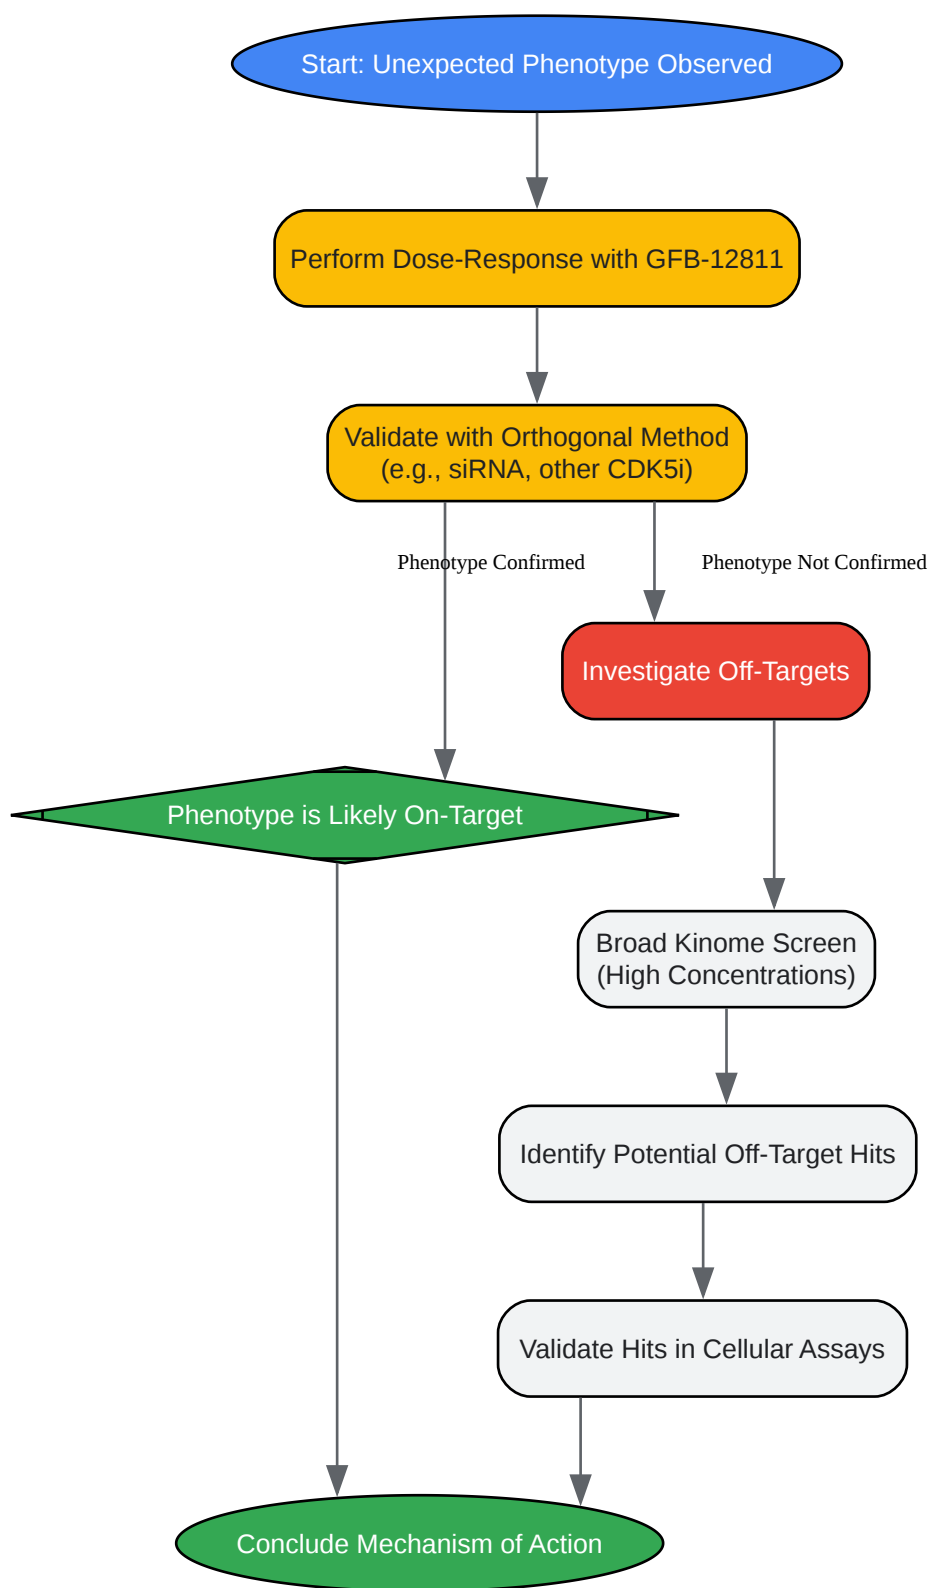 Start: Unexpected Phenotype Observed
Perform Dose-Response with GFB-12811
Validate with Orthogonal Method
(e.g., siRNA, other CDK5i)
Phenotype Confirmed
Phenotype Not Confirmed
Investigate Off-Targets
Phenotype is Likely On-Target
Broad Kinome Screen
(High Concentrations)
Identify Potential Off-Target Hits
Validate Hits in Cellular Assays
Conclude Mechanism of Action